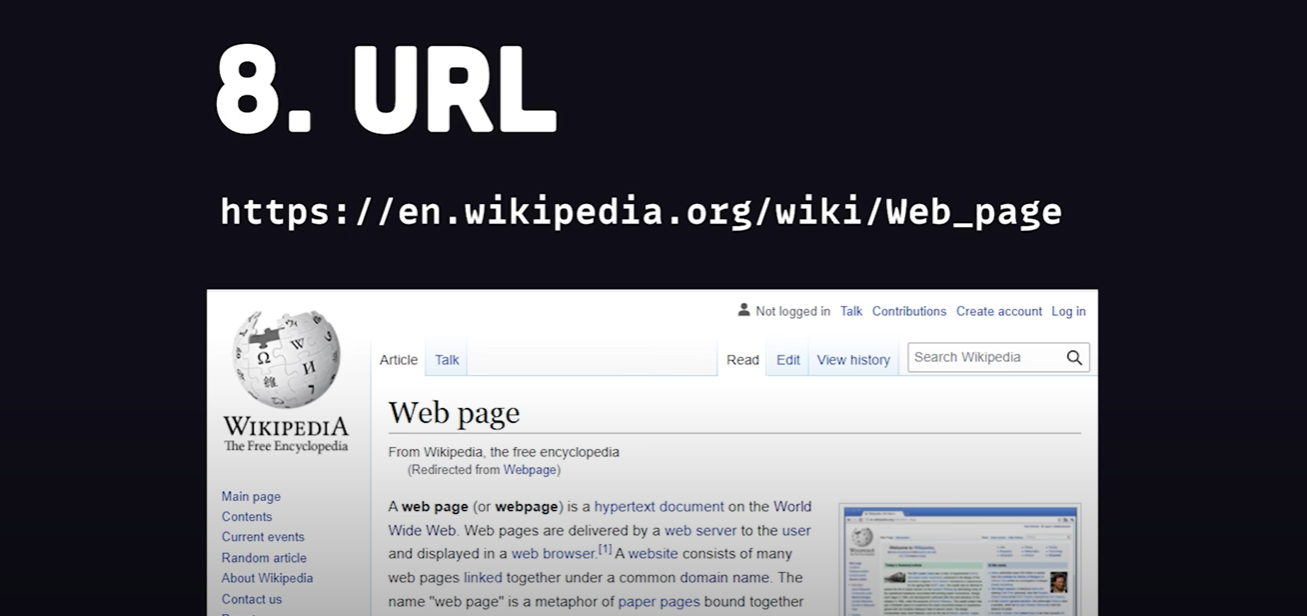 8. URL
https://en.wikipedia.org/wiki/Web_page
Not logged in Talk Contributions Create account Log in
Article Talk Read Edit View history Search Wikipedia
WIKIPEDIA
The Free Encyclopedia
Web page
From Wikipedia, the free encyclopedia
(Redirected from Webpage)
Main page
Contents
Current events
Random article
About Wikipedia
Contact us
A web page (or webpage) is a hypertext document on the World
Wide Web. Web pages are delivered by a web server to the user
and displayed in a web browser.[1] A website consists of many
web pages linked together under a common domain name. The
name "web page" is a metaphor of paper pages bound together